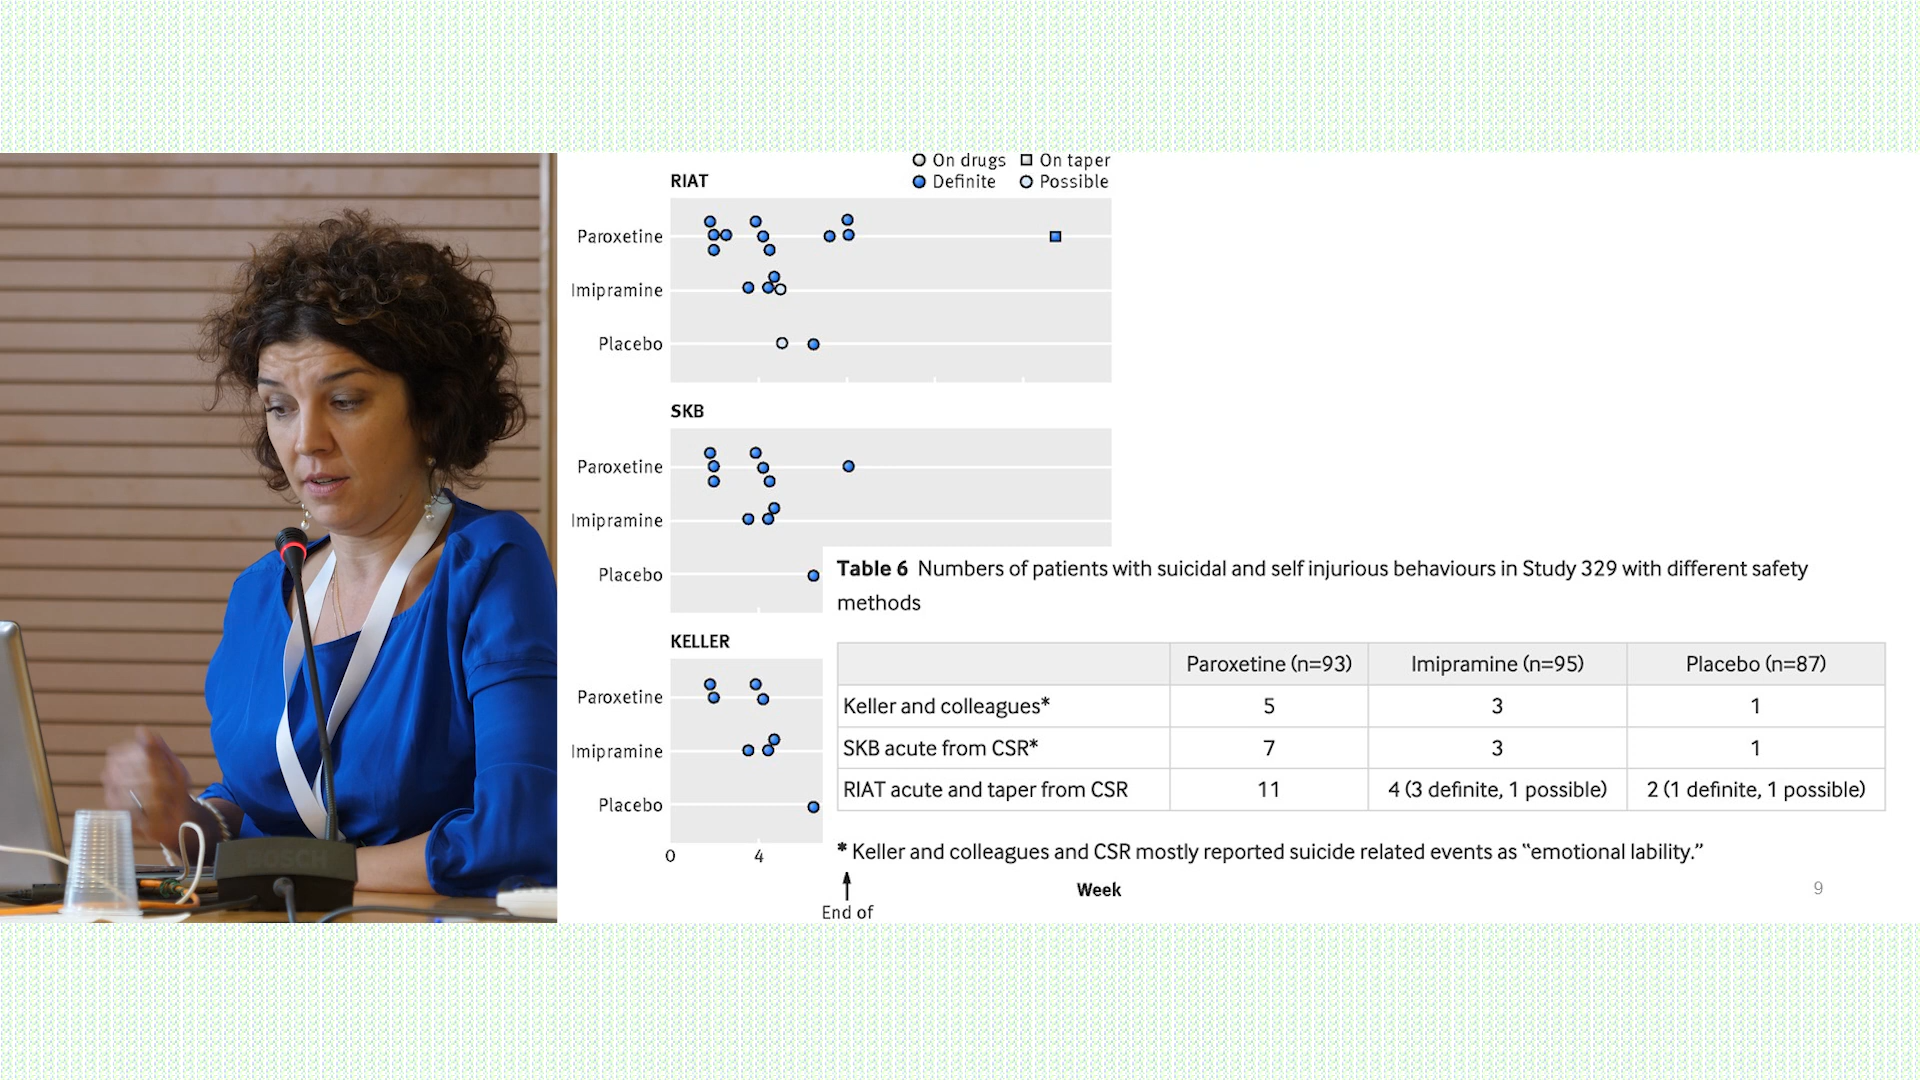 On drugs On taper
RIAT Definite Possible
Paroxetine
Imipramine
Placebo
SKB
Paroxetine
Imipramine
Placebo
KELLER
Paroxetine
Imipramine
Placebo
0 4
End of
Week
Table 6 Numbers of patients with suicidal and self injurious behaviours in Study 329 with different safety
methods
Paroxetine (n=93) Imipramine (n=95) Placebo (n=87)
Keller and colleagues* 5 3 1
SKB acute from CSR* 7 3 1
RIAT acute and taper from CSR 11 4 (3 definite, 1 possible) 2 (1 definite, 1 possible)
* Keller and colleagues and CSR mostly reported suicide related events as “emotional lability.”
9
BOSCH